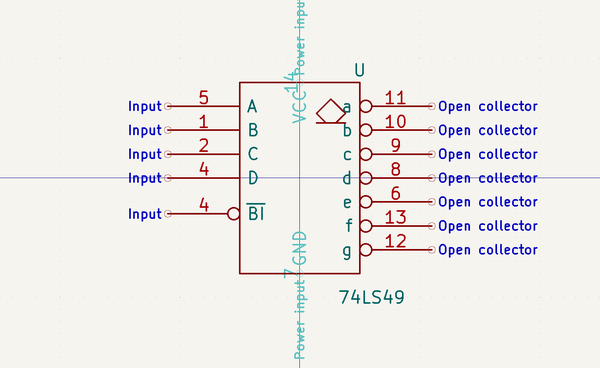 Power input
14
VCC
U
Input 5 A
a 11 Open collector
Input 1 B
b 10 Open collector
Input 2 C
c 9 Open collector
Input 4 D
d 8 Open collector
e 6 Open collector
Input 4 BI
f 13 Open collector
g 12 Open collector
GND
7
Power input
74LS49